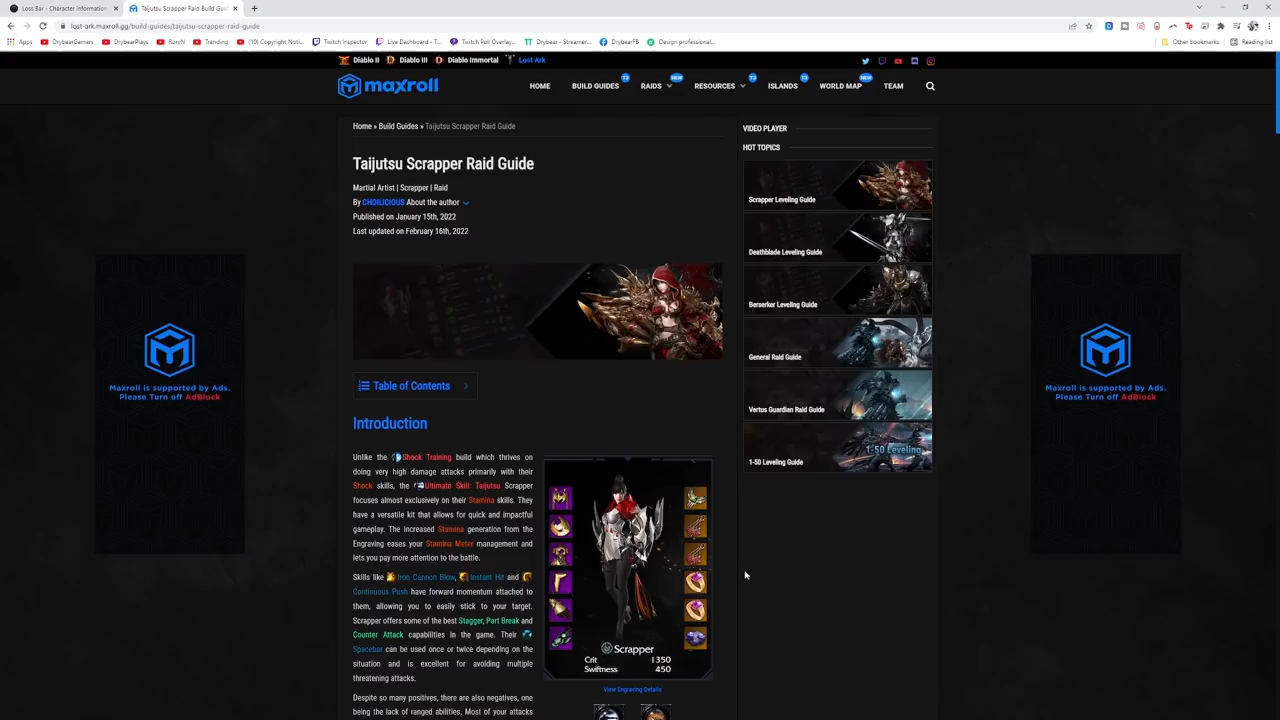 Loss Bar - Character Information
Taijutsu Scrapper Raid Build Gui
lost-ark.maxroll.gg/build-guides/taijutsu-scrapper-raid-guide
Apps DrybearGamers DrybearPlays RoryN Trending (10) Copyright Noti... Twitch Inspector Live Dashboard - T... Twitch Poll Overlay... Drybear - Streamer... DrybearFB Design professional... Other bookmarks Reading list
Diablo II Diablo III Diablo Immortal Lost Ark
maxroll
HOME BUILD GUIDES T3 RAIDS NEW RESOURCES T3 ISLANDS T3 WORLD MAP NEW TEAM
Home » Build Guides » Taijutsu Scrapper Raid Guide
Taijutsu Scrapper Raid Guide
Martial Artist | Scrapper | Raid
By CHOILICIOUS About the author
Published on January 15th, 2022
Last updated on February 16th, 2022
Table of Contents
Introduction
Unlike the Shock Training build which thrives on
doing very high damage attacks primarily with their
Shock skills, the Ultimate Skill: Taijutsu Scrapper
focuses almost exclusively on their Stamina skills. They
have a versatile kit that allows for quick and impactful
gameplay. The increased Stamina generation from the
Engraving eases your Stamina Meter management and
lets you pay more attention to the battle.
Skills like Iron Cannon Blow, Instant Hit and
Continuous Push have forward momentum attached to
them, allowing you to easily stick to your target.
Scrapper offers some of the best Stagger, Part Break and
Counter Attack capabilities in the game. Their
Spacebar can be used once or twice depending on the
situation and is excellent for avoiding multiple
threatening attacks.
Despite so many positives, there are also negatives, one
being the lack of ranged abilities. Most of your attacks
Scrapper
Crit 1350
Swiftness 450
View Engraving Details
VIDEO PLAYER
HOT TOPICS
Scrapper Leveling Guide
Deathblade Leveling Guide
Berserker Leveling Guide
General Raid Guide
Vertus Guardian Raid Guide
1-50 Leveling
1-50 Leveling Guide
Maxroll is supported by Ads.
Please Turn off AdBlock
Maxroll is supported by Ads.
Please Turn off AdBlock